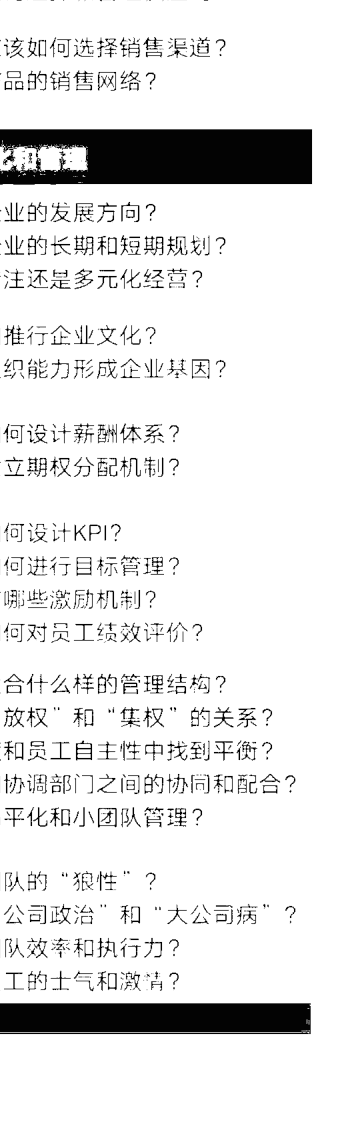 该如何选择销售渠道？
品的销售网络？
和管理
业的发展方向？
业的长期和短期规划？
注还是多元化经营？
推行企业文化？
织能力形成企业基因？
何设计薪酬体系？
立期权分配机制？
何设计KPI？
何进行目标管理？
哪些激励机制？
何对员工绩效评价？
合什么样的管理结构？
放权”和“集权”的关系？
和员工自主性中找到平衡？
协调部门之间的协同和配合？
平化和小团队管理？
队的“狼性”？
公司政治”和“大公司病”？
队效率和执行力？
工的士气和激情？